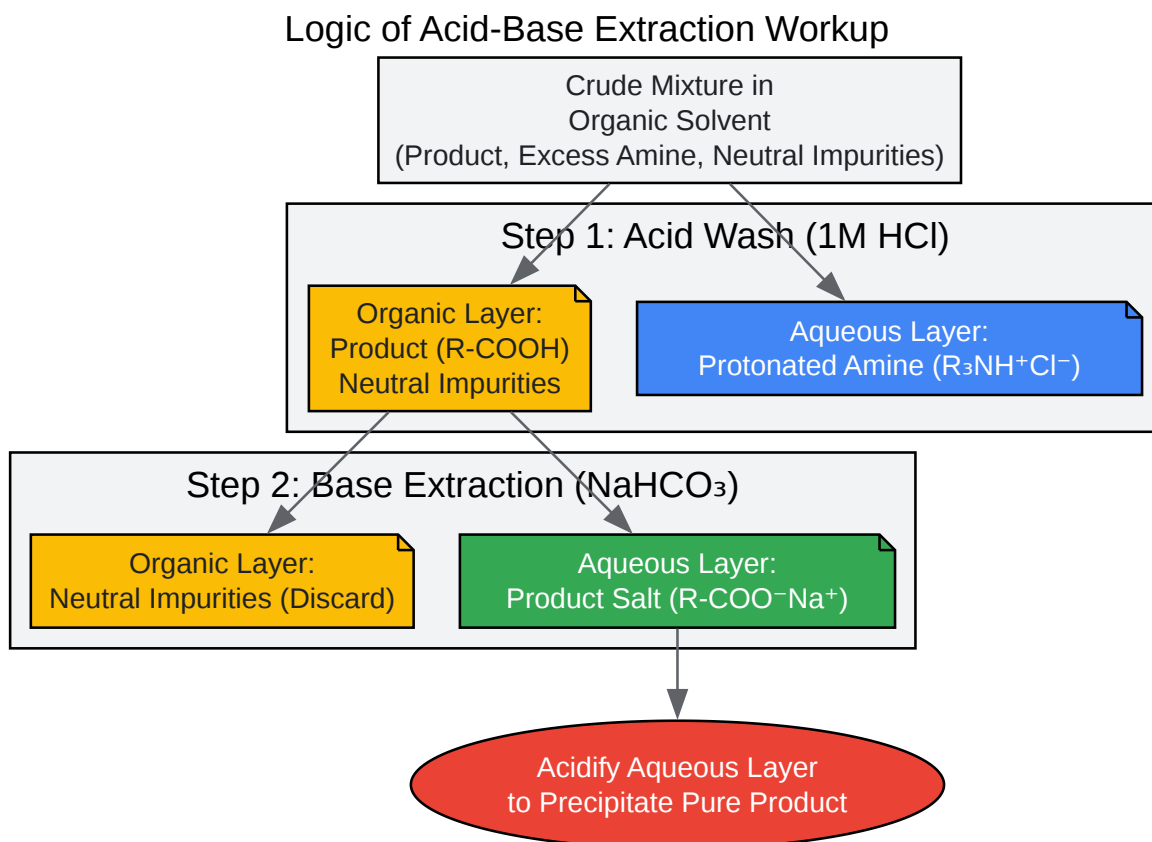 Logic of Acid-Base Extraction Workup
Crude Mixture in
Organic Solvent
(Product, Excess Amine, Neutral Impurities)
Step 1: Acid Wash (1M HCl)
Organic Layer:
Product (R-COOH)
Neutral Impurities
Aqueous Layer:
Protonated Amine (R₃NH⁺Cl⁻)
Step 2: Base Extraction (NaHCO₃)
Organic Layer:
Neutral Impurities (Discard)
Aqueous Layer:
Product Salt (R-COO⁻Na⁺)
Acidify Aqueous Layer
to Precipitate Pure Product